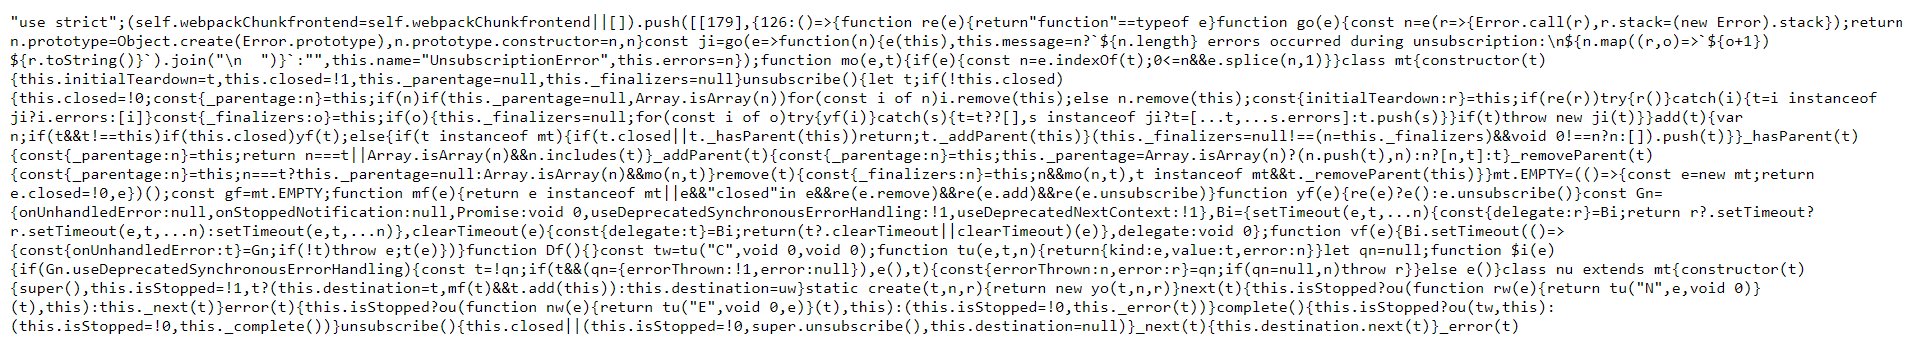 "use strict";(self.webpackChunkfrontend=self.webpackChunkfrontend||[]).push([[179],{126:()=>{function re(e){return"function"==typeof e}function go(e){const n=e(r=>{Error.call(r),r.stack=(new Error).stack});return
n.prototype=Object.create(Error.prototype),n.prototype.constructor=n,n}const ji=go(e=>function(n){e(this),this.message=n?`${n.length} errors occurred during unsubscription:\n${n.map((r,o)=>`${o+1})
${r.toString()}`).join("\n  ")}`:"",this.name="UnsubscriptionError",this.errors=n});function mo(e,t){if(e){const n=e.indexOf(t);0<=n&&e.splice(n,1)}}class mt{constructor(t)
{this.initialTeardown=t,this.closed=!1,this._parentage=null,this._finalizers=null}unsubscribe(){let t;if(!this.closed)
{this.closed=!0;const{_parentage:n}=this;if(n)if(this._parentage=null,Array.isArray(n))for(const i of n)i.remove(this);else n.remove(this);const{initialTeardown:r}=this;if(re(r))try{r()}catch(i){t=i instanceof
ji?i.errors:[i]}const{_finalizers:o}=this;if(o){this._finalizers=null;for(const i of o)try{yf(i)}catch(s){t=t??[],s instanceof ji?t=[...t,...s.errors]:t.push(s)}}if(t)throw new ji(t)}}add(t){var
n;if(t&&t!==this)if(this.closed)yf(t);else{if(t instanceof mt){if(t.closed||t._hasParent(this))return;t._addParent(this)}(this._finalizers=null!==(n=this._finalizers)&&void 0!==n?n:[]).push(t)}}_hasParent(t)
{const{_parentage:n}=this;return n===t||Array.isArray(n)&&n.includes(t)}_addParent(t){const{_parentage:n}=this;this._parentage=Array.isArray(n)?(n.push(t),n):n?[n,t]:t}_removeParent(t)
{const{_parentage:n}=this;n===t?this._parentage=null:Array.isArray(n)&&mo(n,t)}remove(t){const{_finalizers:n}=this;n&&mo(n,t),t instanceof mt&&t._removeParent(this)}}mt.EMPTY=(()=>{const e=new mt;return
e.closed=!0,e})();const gf=mt.EMPTY;function mf(e){return e instanceof mt||e&&"closed"in e&&re(e.remove)&&re(e.add)&&re(e.unsubscribe)}function yf(e){re(e)?e():e.unsubscribe()}const Gn=
{onUnhandledError:null,onStoppedNotification:null,Promise:void 0,useDeprecatedSynchronousErrorHandling:!1,useDeprecatedNextContext:!1},Bi={setTimeout(e,t,...n){const{delegate:r}=Bi;return r?.setTimeout?
r.setTimeout(e,t,...n):setTimeout(e,t,...n)},clearTimeout(e){const{delegate:t}=Bi;return(t?.clearTimeout||clearTimeout)(e)},delegate:void 0};function vf(e){Bi.setTimeout(()=>
{const{onUnhandledError:t}=Gn;if(!t)throw e;t(e)})}function Df(){}const tw=tu("C",void 0,void 0);function tu(e,t,n){return{kind:e,value:t,error:n}}let qn=null;function $i(e)
{if(Gn.useDeprecatedSynchronousErrorHandling){const t=!qn;if(t&&(qn={errorThrown:!1,error:null}),e(),t){const{errorThrown:n,error:r}=qn;if(qn=null,n)throw r}}else e()}class nu extends mt{constructor(t)
{super(),this.isStopped=!1,t?(this.destination=t,mf(t)&&t.add(this)):this.destination=uw}static create(t,n,r){return new yo(t,n,r)}next(t){this.isStopped?ou(function rw(e){return tu("N",e,void 0)}
(t),this):this._next(t)}error(t){this.isStopped?ou(function nw(e){return tu("E",void 0,e)}(t),this):(this.isStopped=!0,this._error(t))}complete(){this.isStopped?ou(tw,this):
(this.isStopped=!0,this._complete())}unsubscribe(){this.closed||(this.isStopped=!0,super.unsubscribe(),this.destination=null)}_next(t){this.destination.next(t)}_error(t)